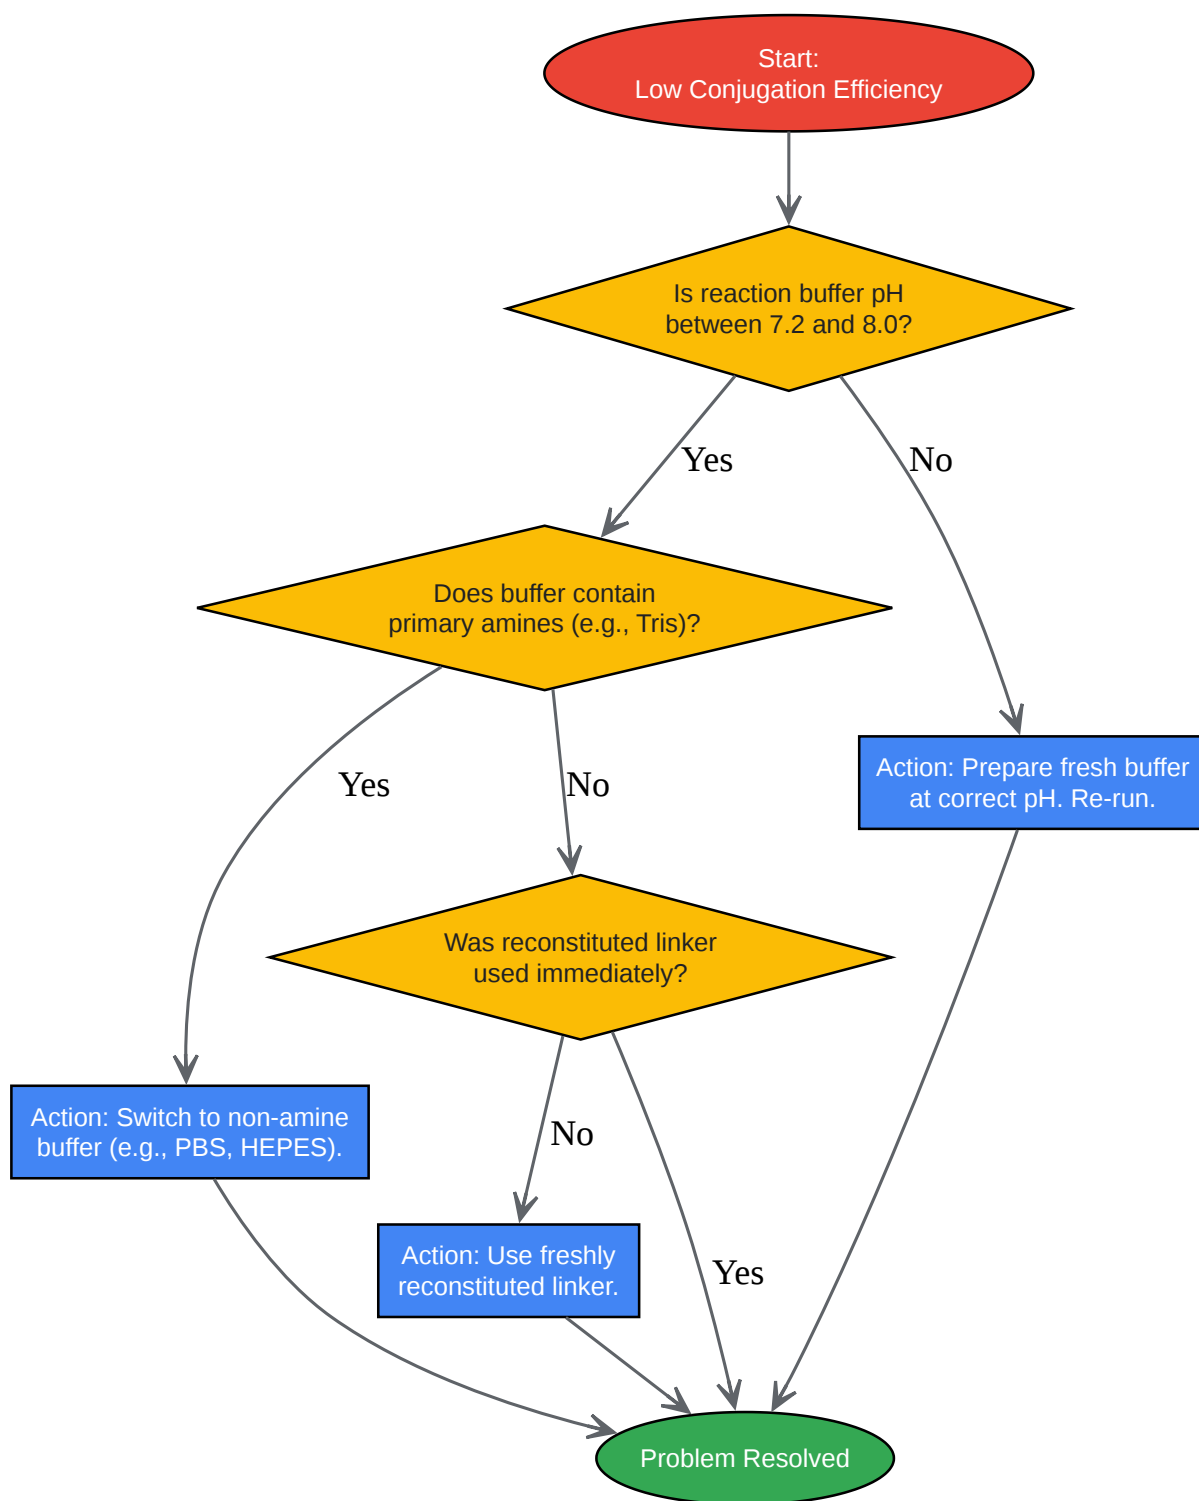 Start:
Low Conjugation Efficiency
Is reaction buffer pH
between 7.2 and 8.0?
Yes
No
Does buffer contain
primary amines (e.g., Tris)?
Yes
No
Action: Prepare fresh buffer
at correct pH. Re-run.
Was reconstituted linker
used immediately?
Action: Switch to non-amine
buffer (e.g., PBS, HEPES).
No
Yes
Action: Use freshly
reconstituted linker.
Problem Resolved